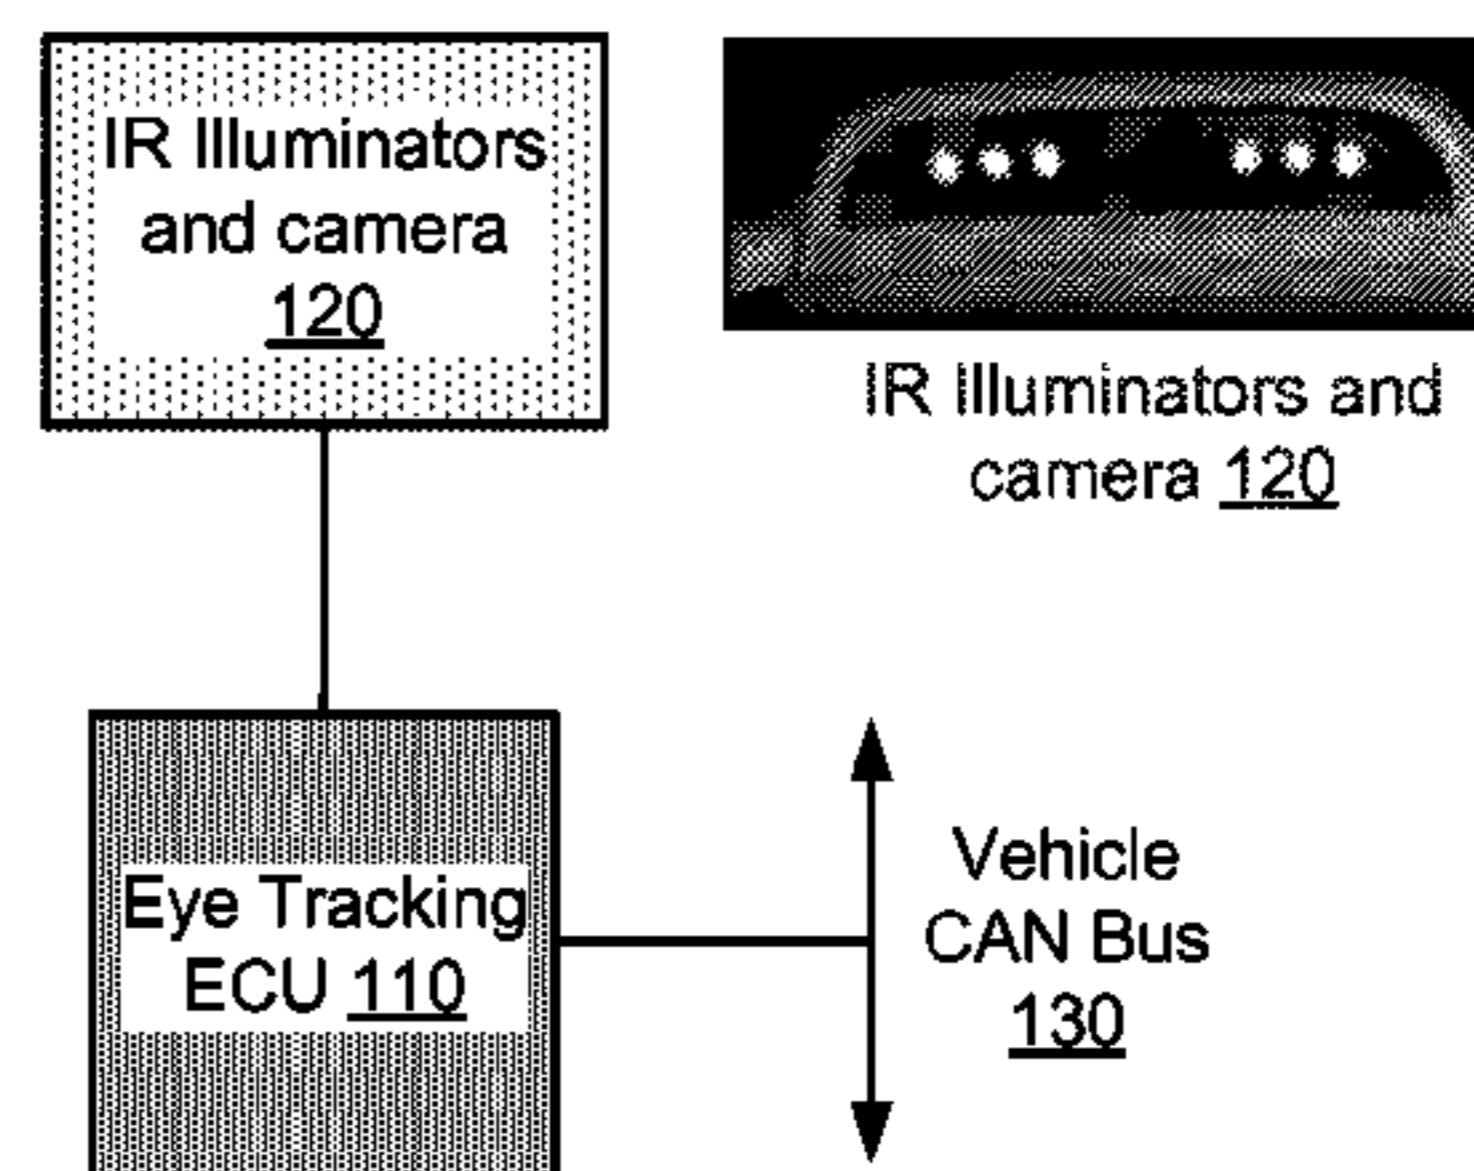 IR Illuminators
and camera
120
IR Illuminators and
camera 120
Eye Tracking
ECU 110
Vehicle
CAN Bus
130